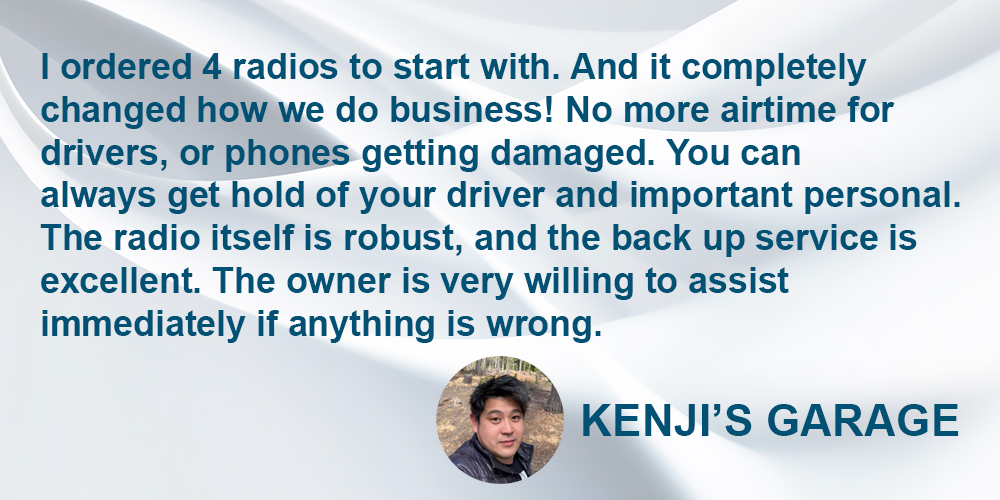 I ordered 4 radios to start with. And it completely
changed how we do business! No more airtime for
drivers, or phones getting damaged. You can
always get hold of your driver and important personal.
The radio itself is robust, and the back up service is
excellent. The owner is very willing to assist
immediately if anything is wrong.
KENJI’S GARAGE